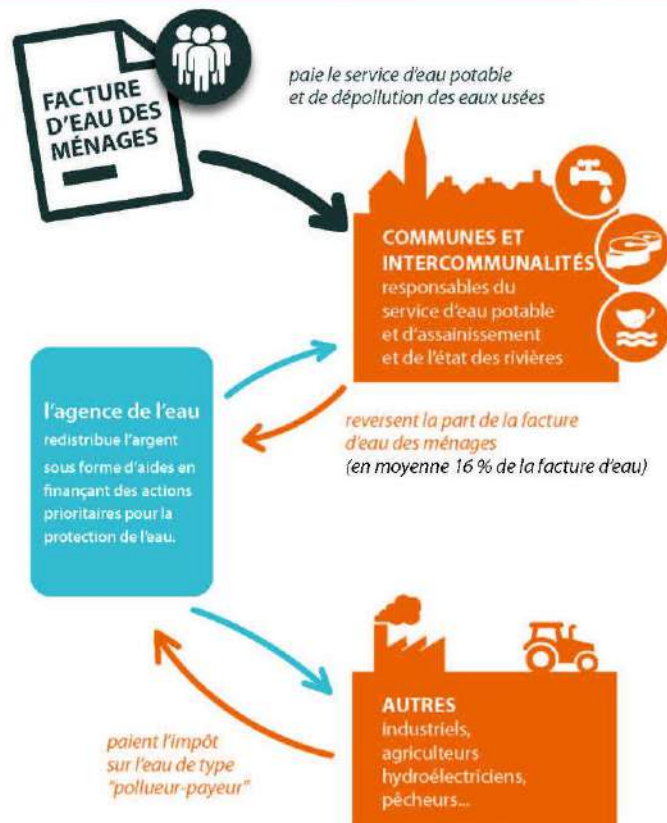 FACTURE
D'EAU DES
MÉNAGES
paie le service d'eau potable
et de dépollution des eaux usées
COMMUNES ET
INTERCOMMUNALITÉS
responsables du
service d'eau potable
et d'assainissement
et de l'état des rivières
l'agence de l'eau
redistribue l'argent
sous forme d'aides en
finançant des actions
prioritaires pour la
protection de l'eau.
reversent la part de la facture
d'eau des ménages
(en moyenne 16 % de la facture d'eau)
paient l'impôt
sur l'eau de type
"pollueur-payeur"
AUTRES
industriels,
agriculteurs
hydroélectriciens,
pêcheurs...